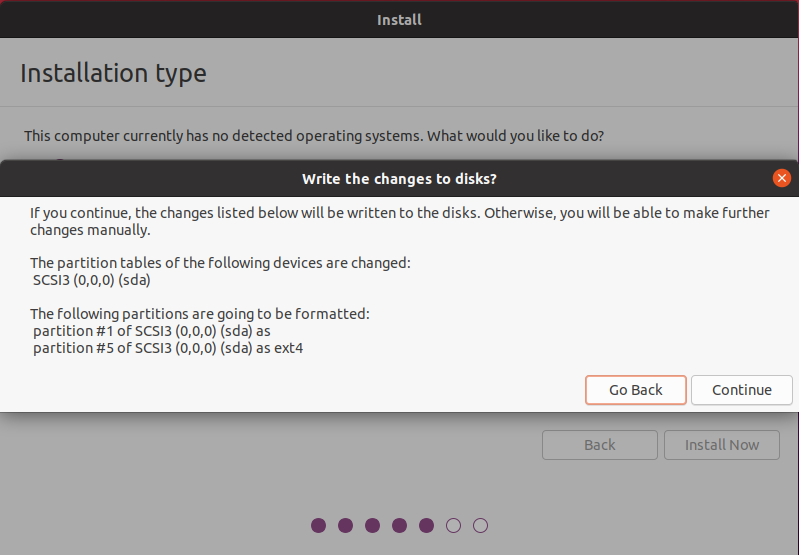 Install
Installation type
This computer currently has no detected operating systems. What would you like to do?
Write the changes to disks?
If you continue, the changes listed below will be written to the disks. Otherwise, you will be able to make further
changes manually.
The partition tables of the following devices are changed:
SCSI3 (0,0,0) (sda)
The following partitions are going to be formatted:
partition #1 of SCSI3 (0,0,0) (sda) as
partition #5 of SCSI3 (0,0,0) (sda) as ext4
Go Back
Continue
Back
Install Now